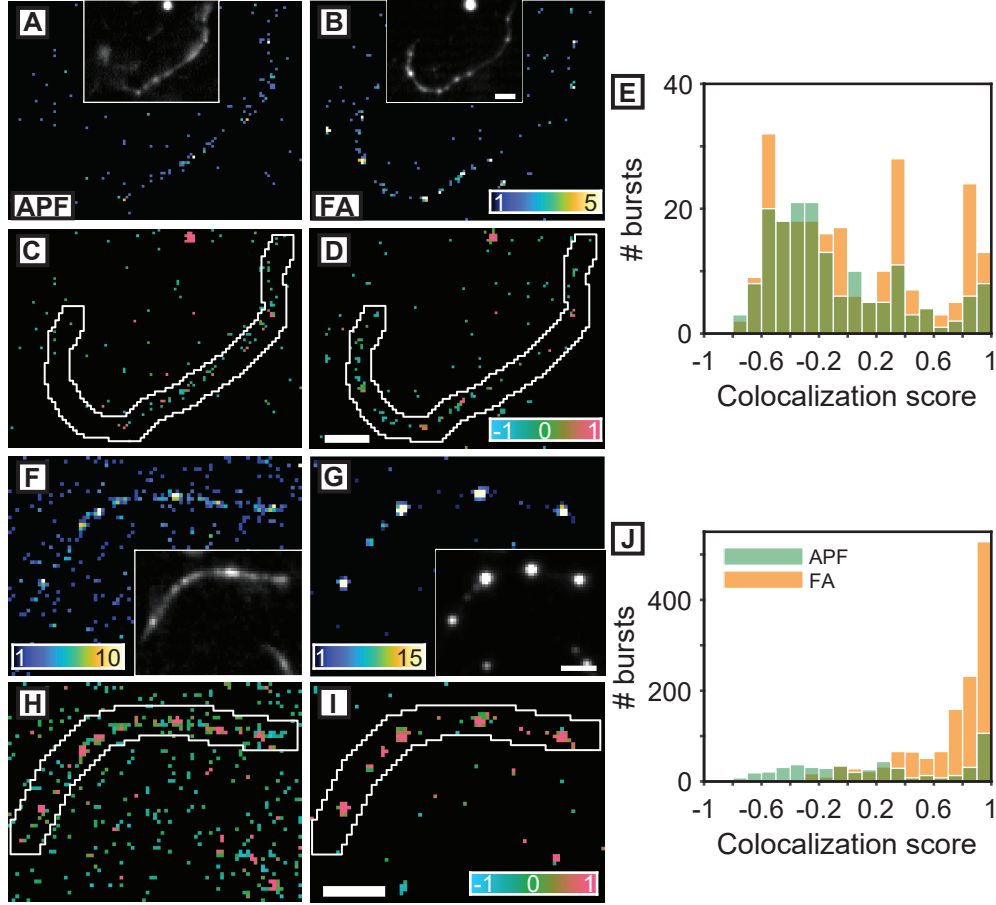 A
B
APF
FA
1 5
C
D
-1 0 1
E
40
20
0
# bursts
-1 -0.6 -0.2 0.2 0.6 1
Colocalization score
F
G
1 10
1 15
H
I
-1 0 1
J
APF
FA
400
200
0
# bursts
-1 -0.6 -0.2 0.2 0.6 1
Colocalization score